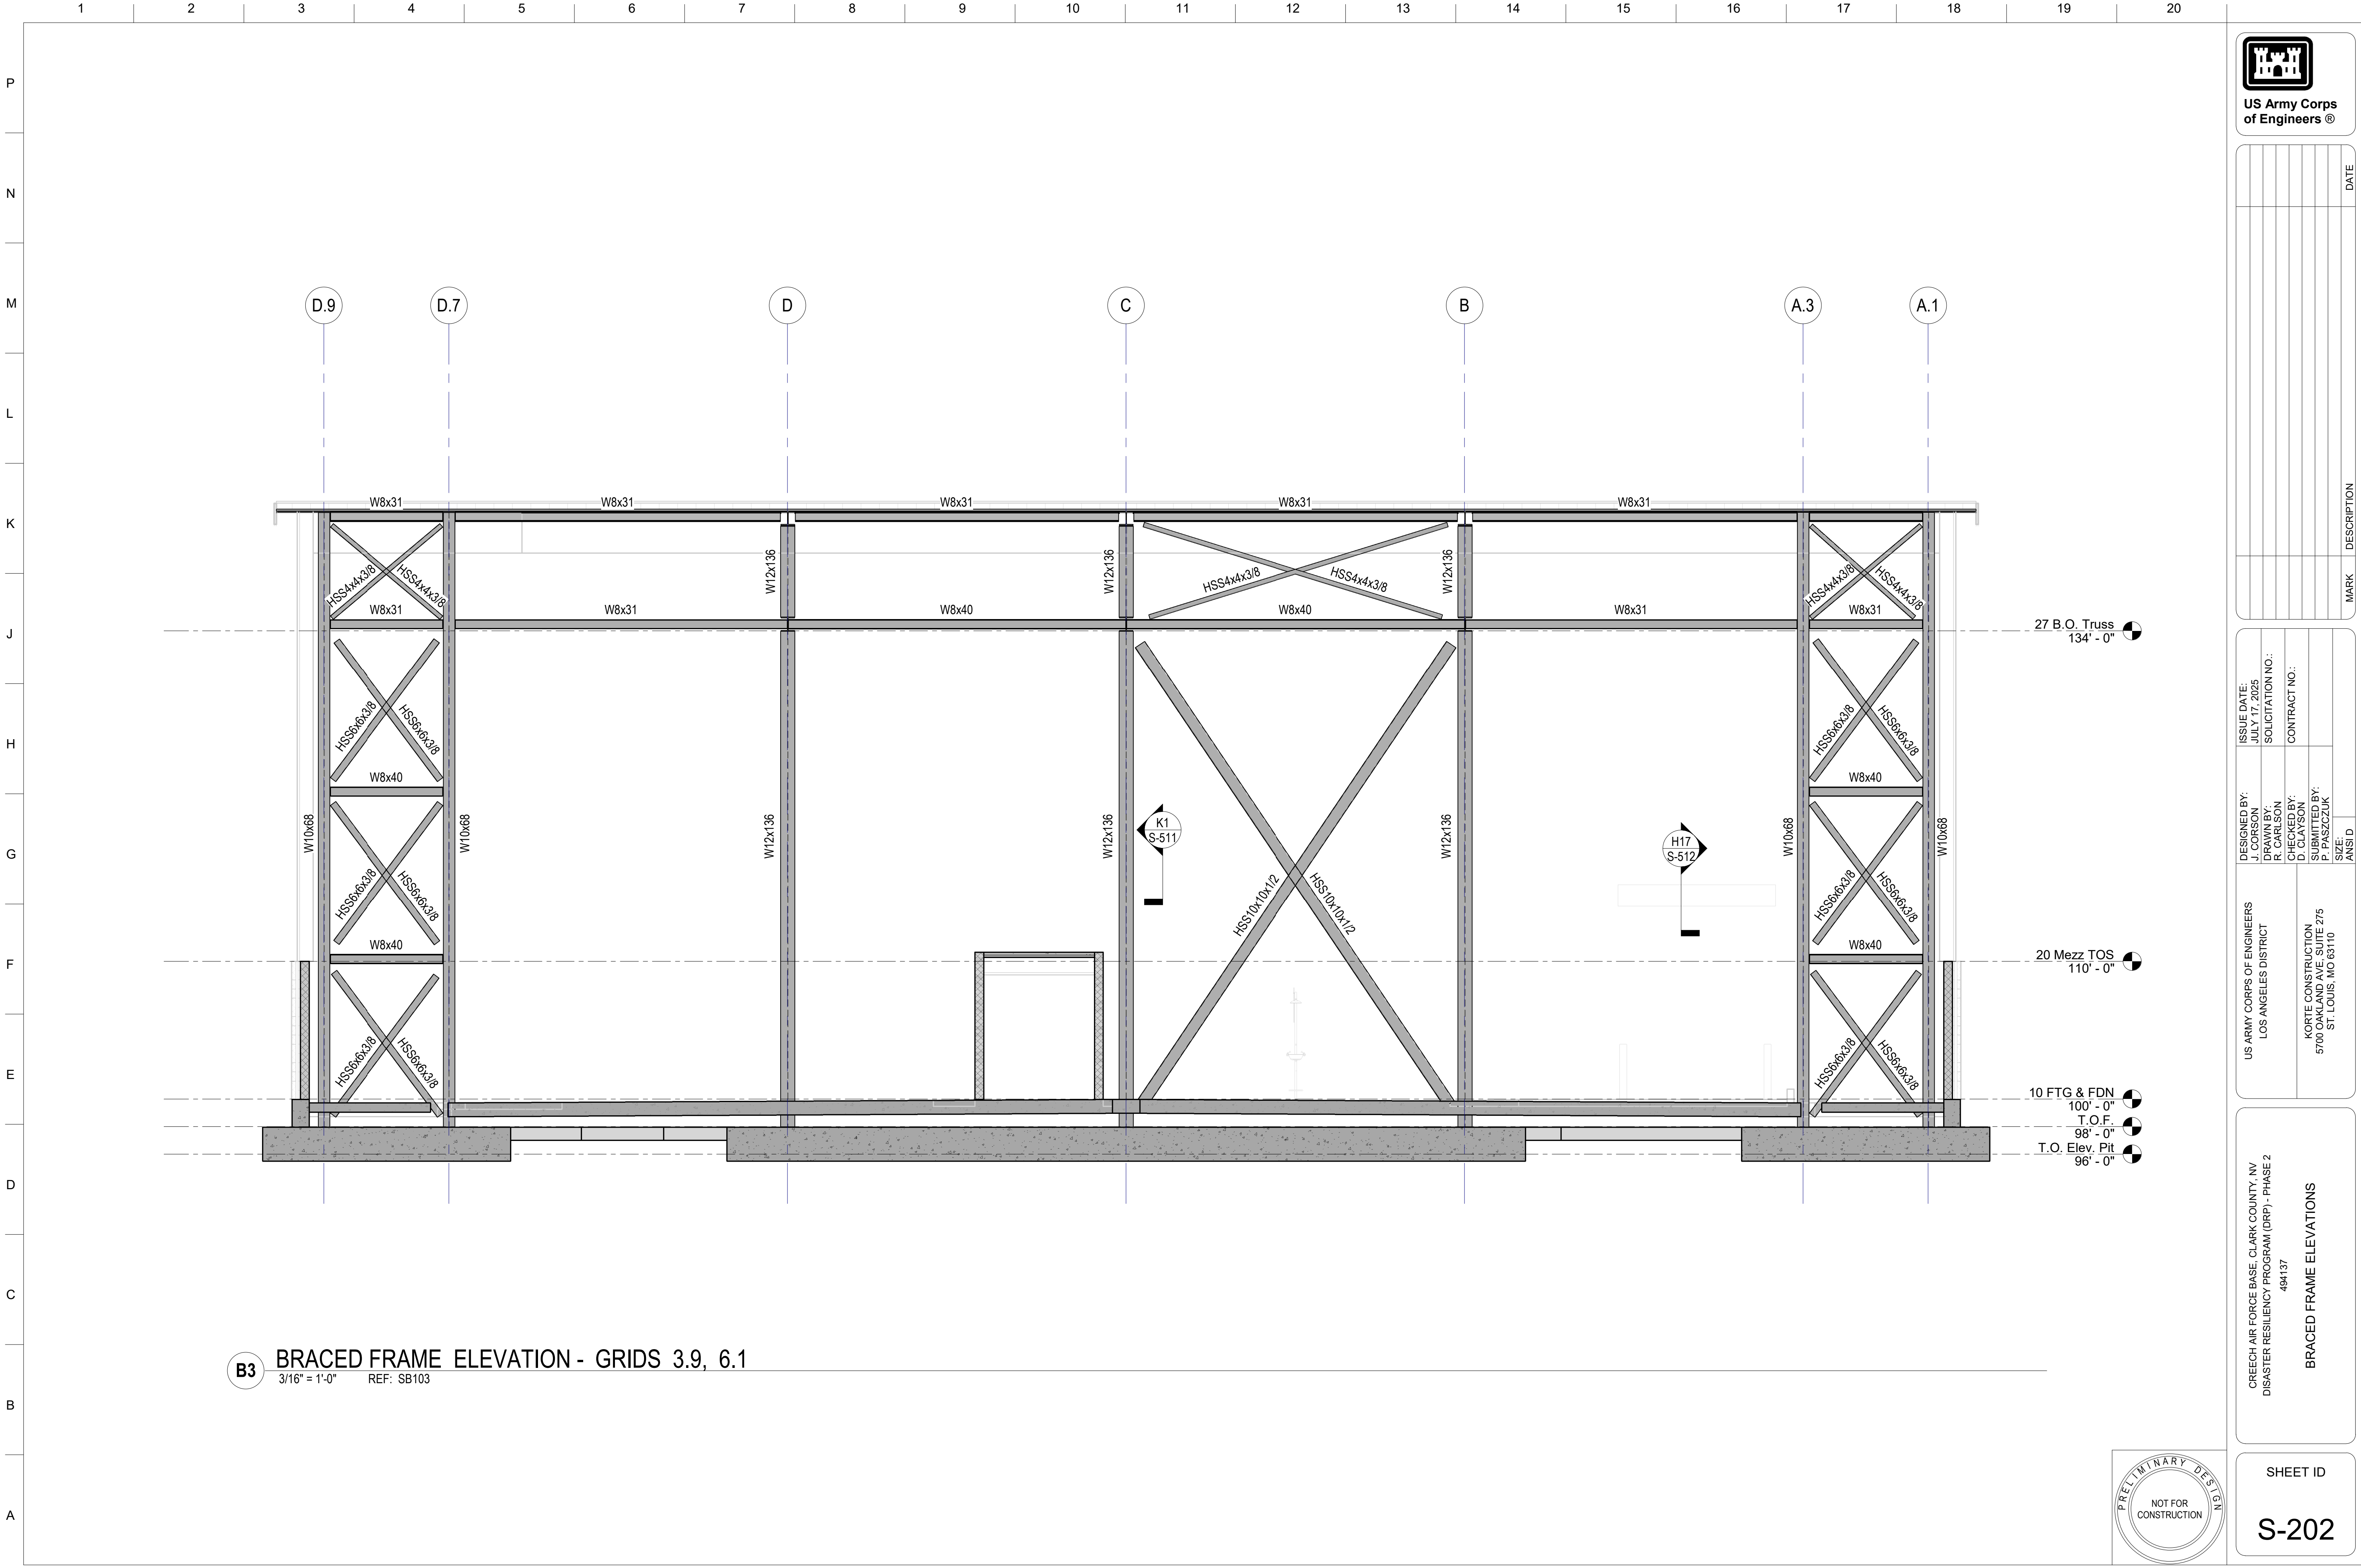 1 2 3 4 5 6 7 8 9 10 11 12 13 14 15 16 17 18 19 20
P
N
M
L
K
J
H
G
F
E
D
C
B
A
D.9 D.7 D C B A.3 A.1
W8x31 W8x31 W8x31 W8x31 W8x31
HSS4x4x3/8 HSS4x4x3/8 W12x136 W12x136 HSS4x4x3/8 HSS4x4x3/8 W12x136 HSS4x4x3/8 HSS4x4x3/8
W8x31 W8x31 W8x40 W8x40 W8x31 W8x31
27 B.O. Truss
134' - 0"
HSS6x6x3/8 HSS6x6x3/8 HSS6x6x3/8 HSS6x6x3/8
W8x40 W8x40
W10x68 W10x68 W12x136 W12x136 W12x136 W10x68 W10x68
K1
S-511
H17
S-512
HSS6x6x3/8 HSS6x6x3/8 HSS10x10x1/2 HSS10x10x1/2 HSS6x6x3/8 HSS6x6x3/8
W8x40 W8x40
20 Mezz TOS
110' - 0"
HSS6x6x3/8 HSS6x6x3/8 HSS6x6x3/8 HSS6x6x3/8
10 FTG & FDN
100' - 0"
T.O.F.
98' - 0"
T.O. Elev. Pit
96' - 0"
B3 BRACED FRAME ELEVATION - GRIDS 3.9, 6.1
3/16" = 1'-0" REF: SB103
US Army Corps
of Engineers ®
MARK DESCRIPTION DATE
DESIGNED BY:
J. CORSON
DRAWN BY:
R. CARLSON
CHECKED BY:
D. CLAYSON
SUBMITTED BY:
P. PASZCZUK
SIZE:
ANSI D
ISSUE DATE:
JULY 17, 2025
SOLICITATION NO.:
CONTRACT NO.:
US ARMY CORPS OF ENGINEERS
LOS ANGELES DISTRICT
KORTE CONSTRUCTION
5700 OAKLAND AVE, SUITE 275
ST. LOUIS, MO 63110
CREECH AIR FORCE BASE, CLARK COUNTY, NV
DISASTER RESILIENCY PROGRAM (DRP) - PHASE 2
494137
BRACED FRAME ELEVATIONS
PRELIMINARY DESIGN
NOT FOR
CONSTRUCTION
SHEET ID
S-202